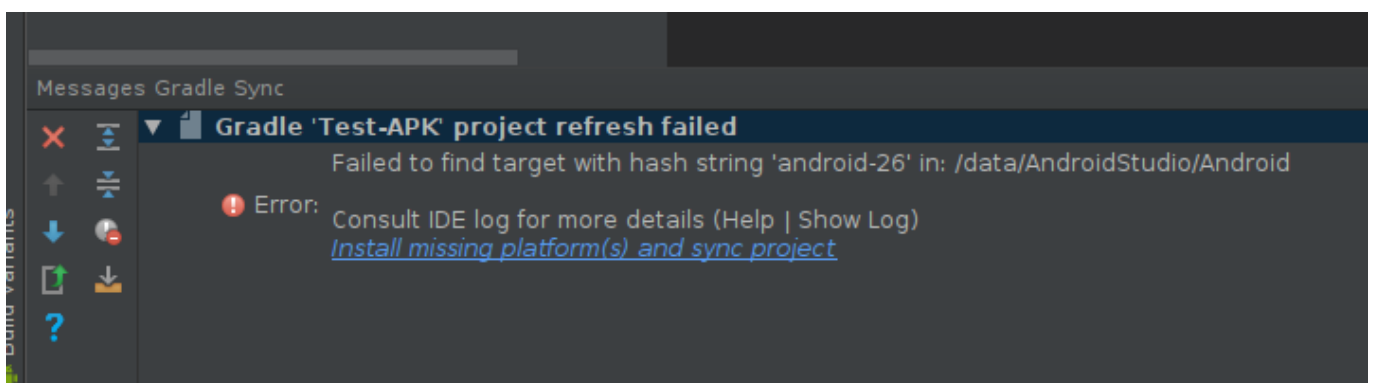 Messages Gradle Sync
Gradle 'Test-APK' project refresh failed
Failed to find target with hash string 'android-26' in: /data/AndroidStudio/Android
Error:
Consult IDE log for more details (Help | Show Log)
Install missing platform(s) and sync project
?
Build Variants